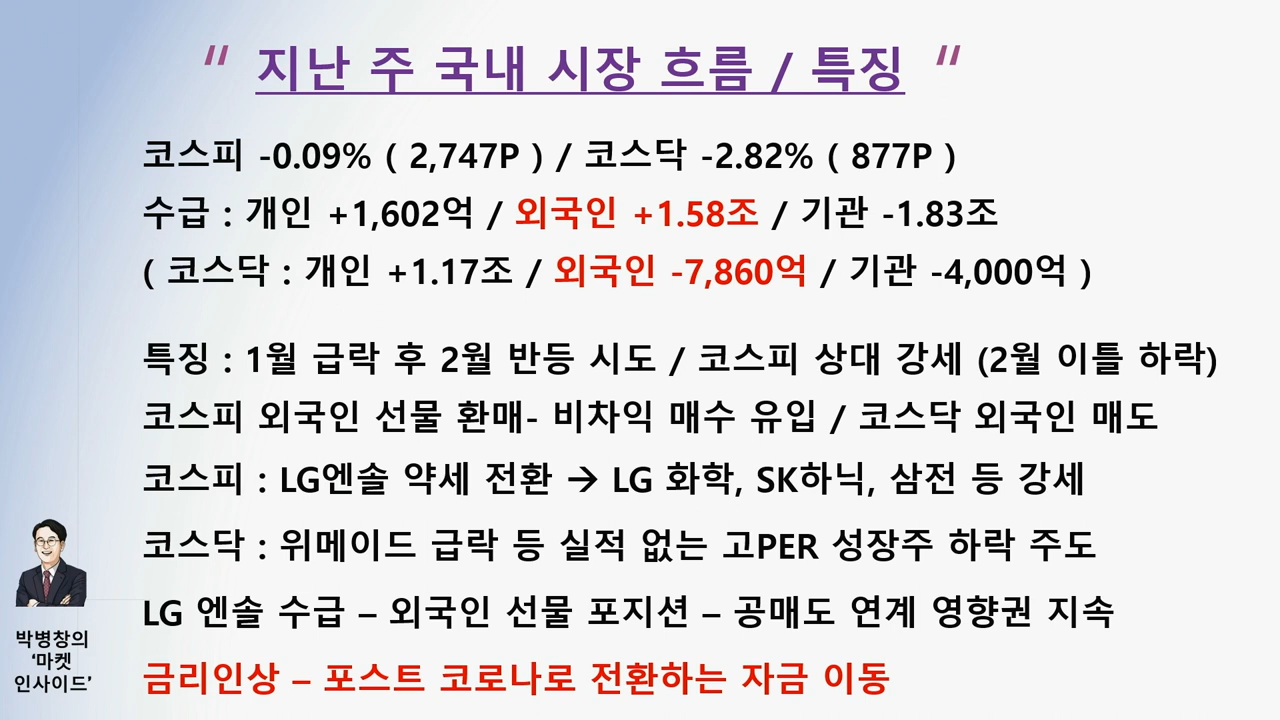 " 지난 주 국내 시장 흐름 / 특징 "
코스피 -0.09% ( 2,747P ) / 코스닥 -2.82% ( 877P )
수급 : 개인 +1,602억 / 외국인 +1.58조 / 기관 -1.83조
( 코스닥 : 개인 +1.17조 / 외국인 -7,860억 / 기관 -4,000억 )
특징 : 1월 급락 후 2월 반등 시도 / 코스피 상대 강세 (2월 이틀 하락)
코스피 외국인 선물 환매- 비차익 매수 유입 / 코스닥 외국인 매도
코스피 : LG엔솔 약세 전환 → LG 화학, SK하닉, 삼전 등 강세
코스닥 : 위메이드 급락 등 실적 없는 고PER 성장주 하락 주도
LG 엔솔 수급 – 외국인 선물 포지션 – 공매도 연계 영향권 지속
금리인상 – 포스트 코로나로 전환하는 자금 이동
박병창의
‘마켓
인사이드’